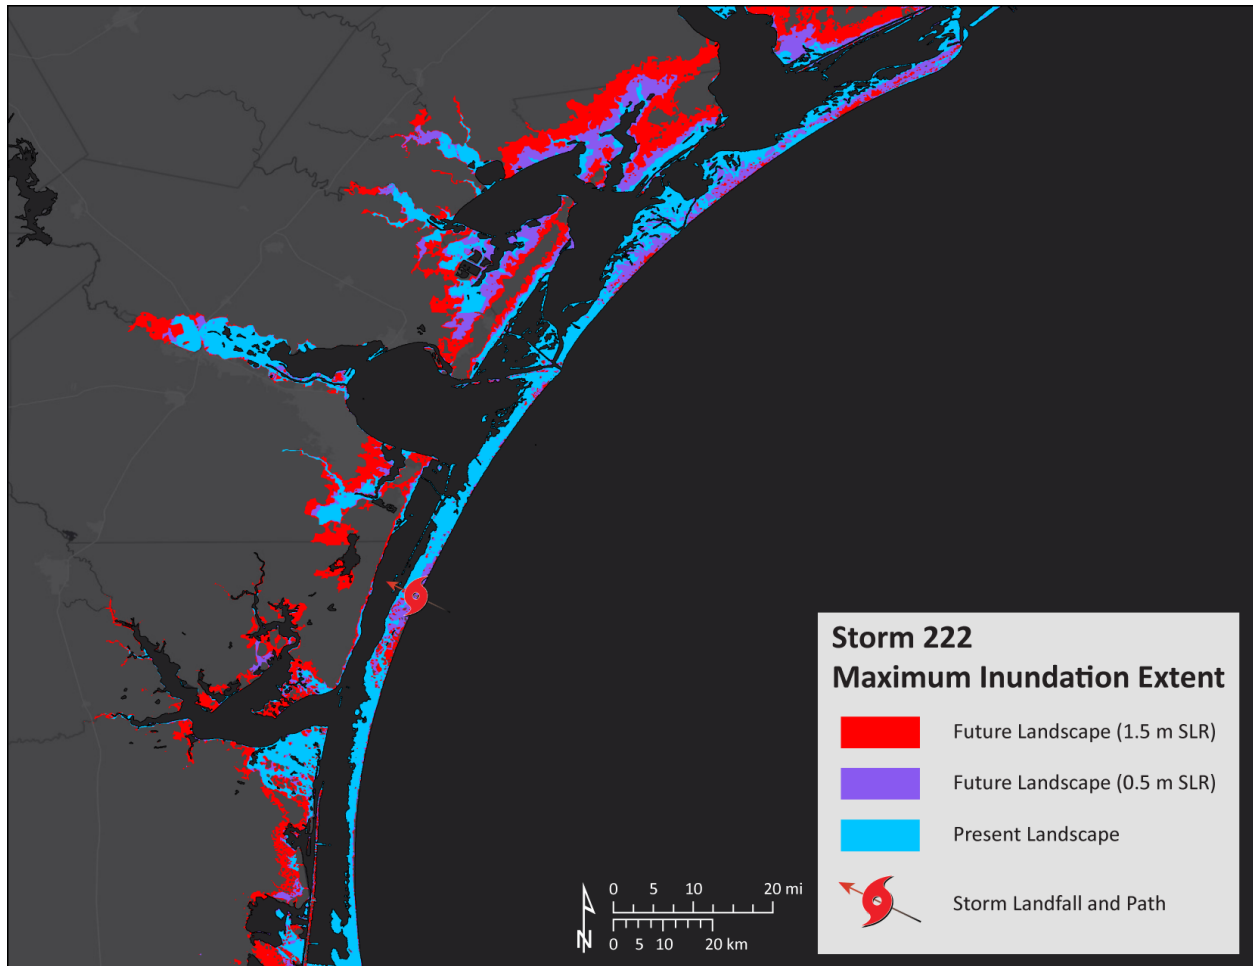 Storm 222
Maximum Inundation Extent
Future Landscape (1.5 m SLR)
Future Landscape (0.5 m SLR)
Present Landscape
Storm Landfall and Path
N
0 5 10 20 mi
0 5 10 20 km